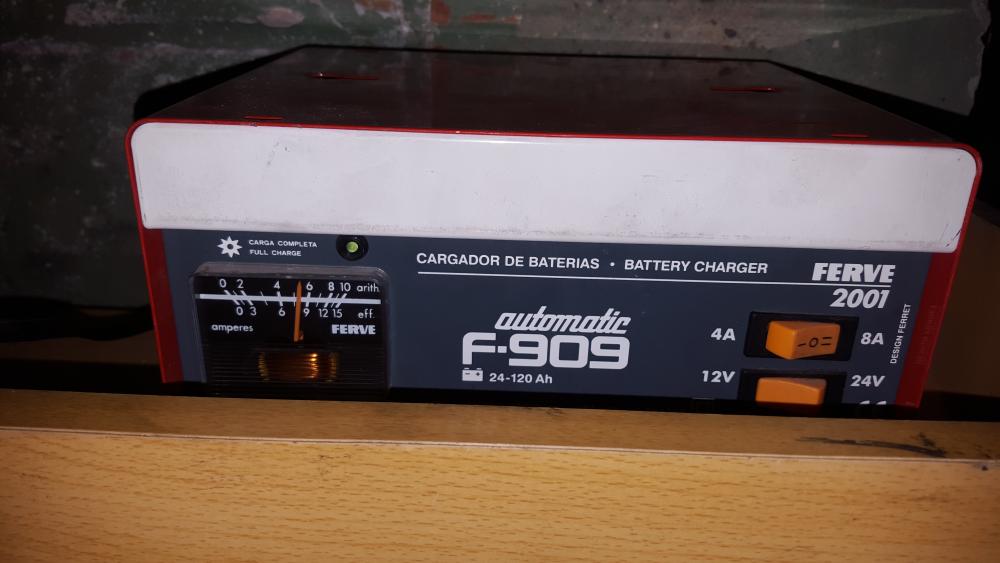 CARGA COMPLETA
FULL CHARGE
CARGADOR DE BATERIAS • BATTERY CHARGER
FERVE
2001
0 2 4 6 8 10 arith
0 3 6 9 12 15 eff.
amperes
FERVE
automatic
F-909
24-120 Ah
4A
- 0 =
8A
12V
24V
DESIGN FERRET